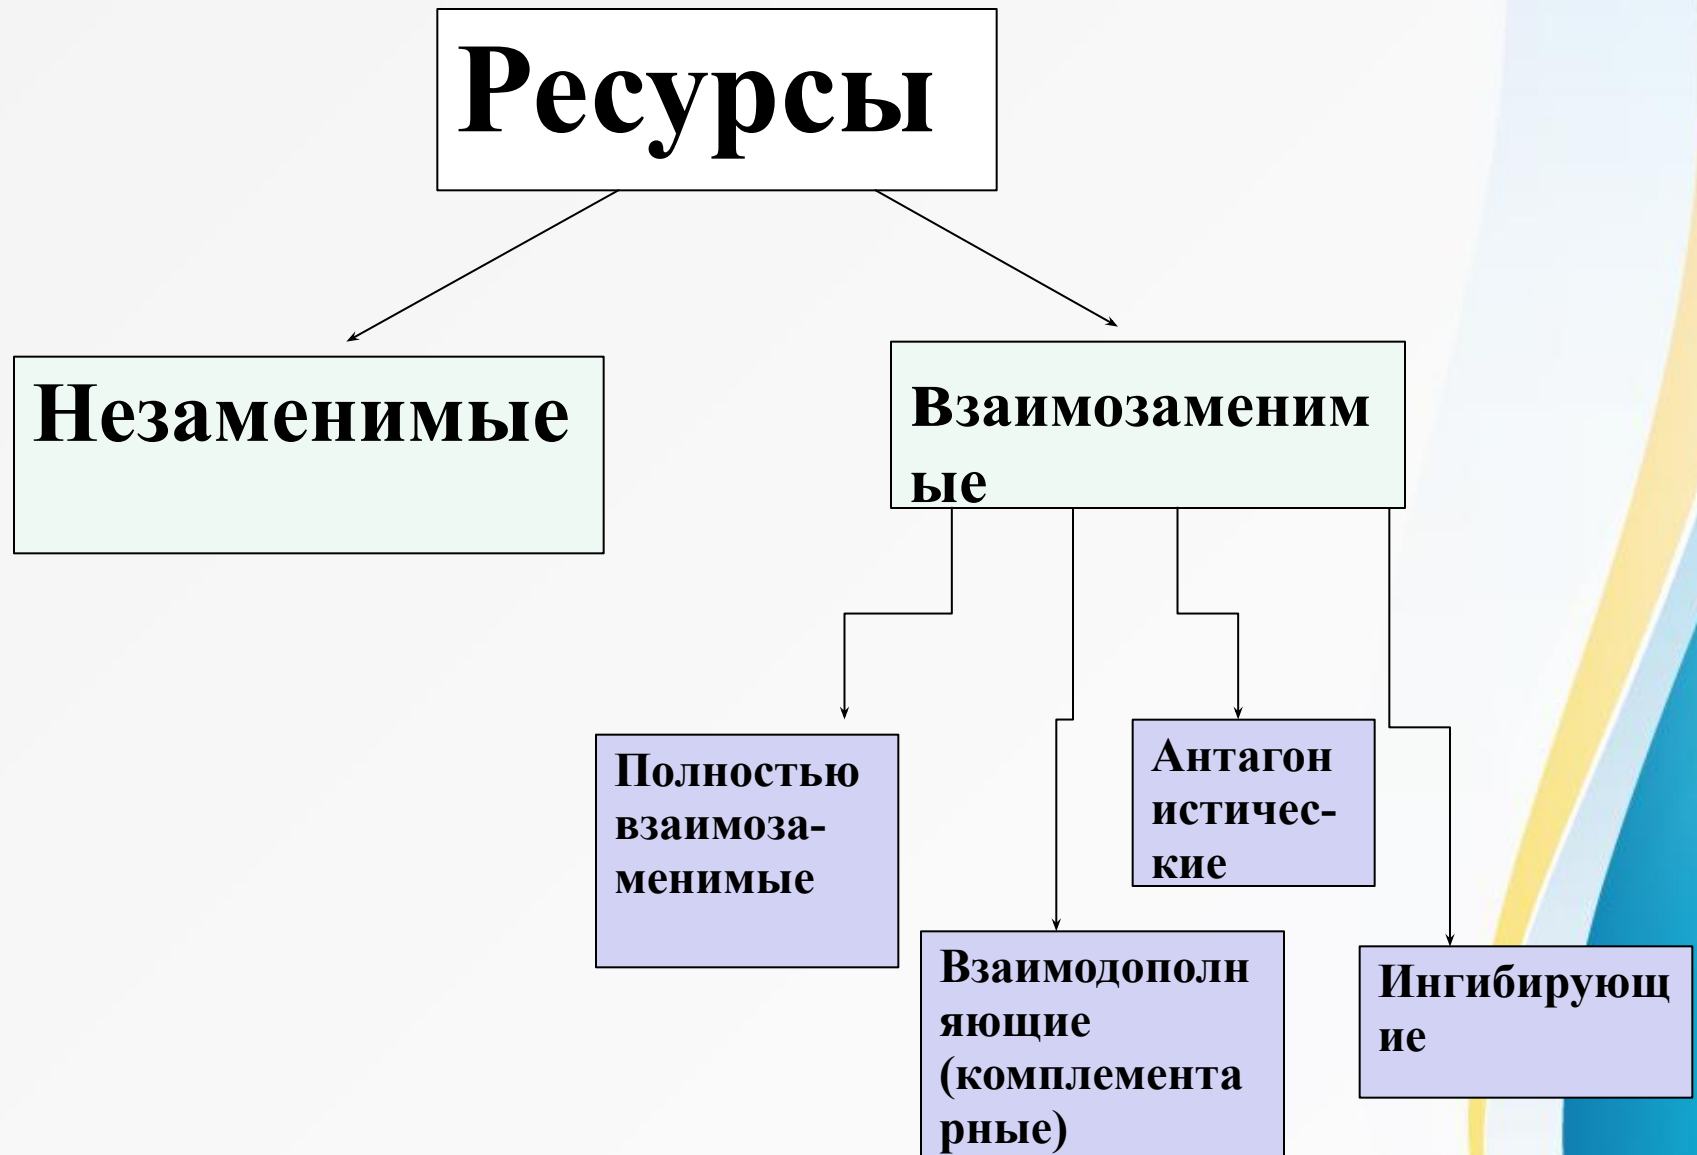 Ресурсы
Незаменимые
Взаимозаменим
ые
Полностью
взаимоза-
менимые
Взаимодополн
яющие
(комплемента
рные)
Антагон
истичес-
кие
Ингибирующ
ие